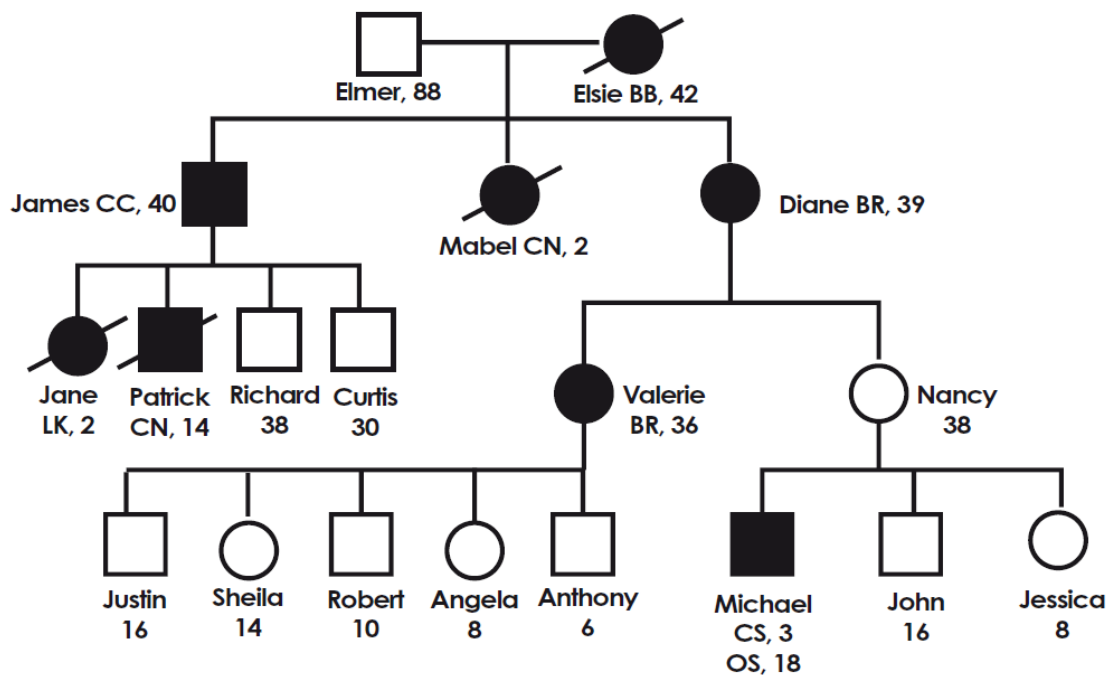 Elmer, 88
Elsie BB, 42
James CC, 40
Mabel CN, 2
Diane BR, 39
Jane
LK, 2
Patrick
CN, 14
Richard
38
Curtis
30
Valerie
BR, 36
Nancy
38
Justin
16
Sheila
14
Robert
10
Angela
8
Anthony
6
Michael
CS, 3
OS, 18
John
16
Jessica
8